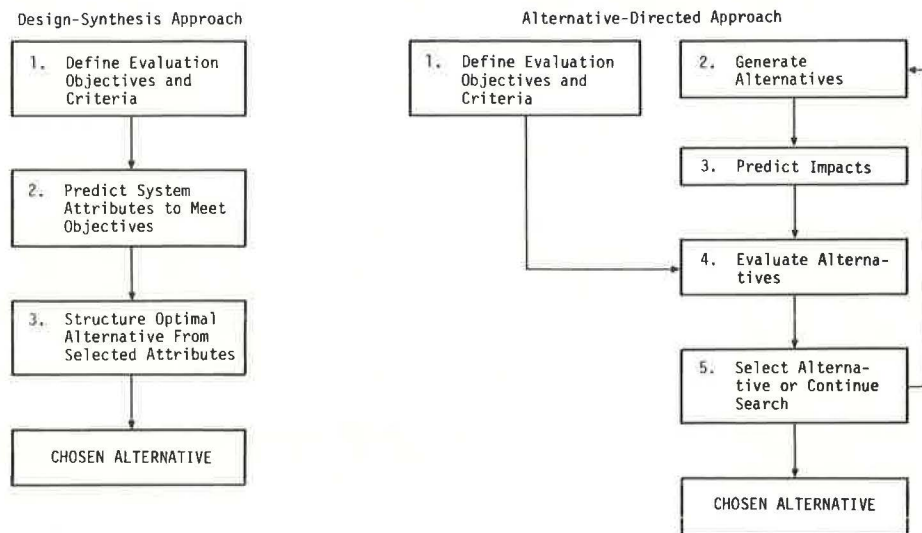 Design-Synthesis Approach
1. Define Evaluation
Objectives and
Criteria
2. Predict System
Attributes to Meet
Objectives
3. Structure Optimal
Alternative From
Selected Attributes
CHOSEN ALTERNATIVE
Alternative-Directed Approach
1. Define Evaluation
Objectives and
Criteria
2. Generate
Alternatives
3. Predict Impacts
4. Evaluate Alterna-
tives
5. Select Alterna-
tive or Continue
Search
CHOSEN ALTERNATIVE